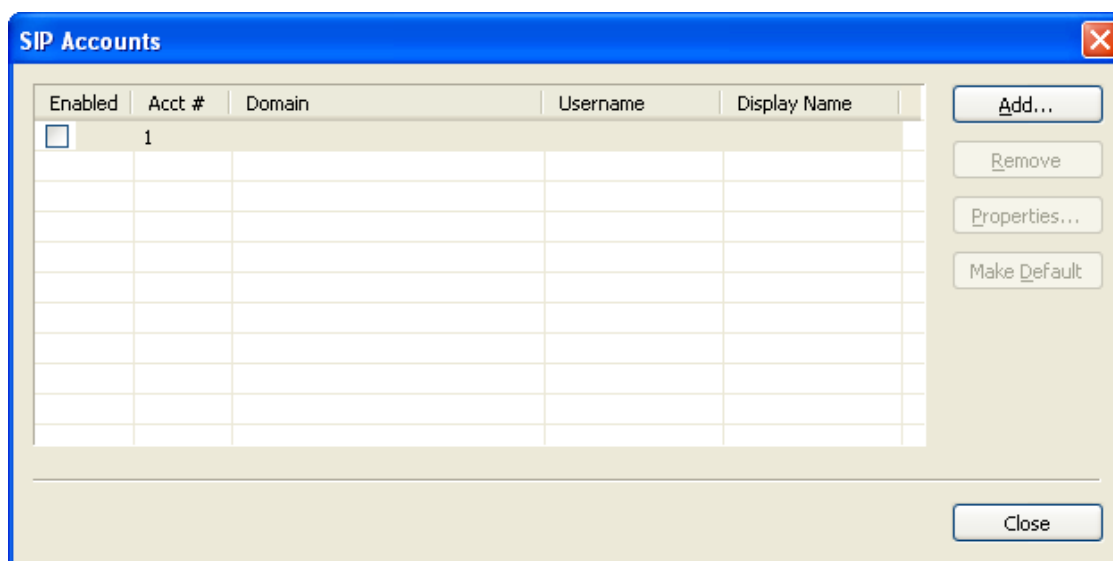 SIP Accounts
Enabled Acct # Domain Username Display Name
1
Add...
Remove
Properties...
Make Default
Close